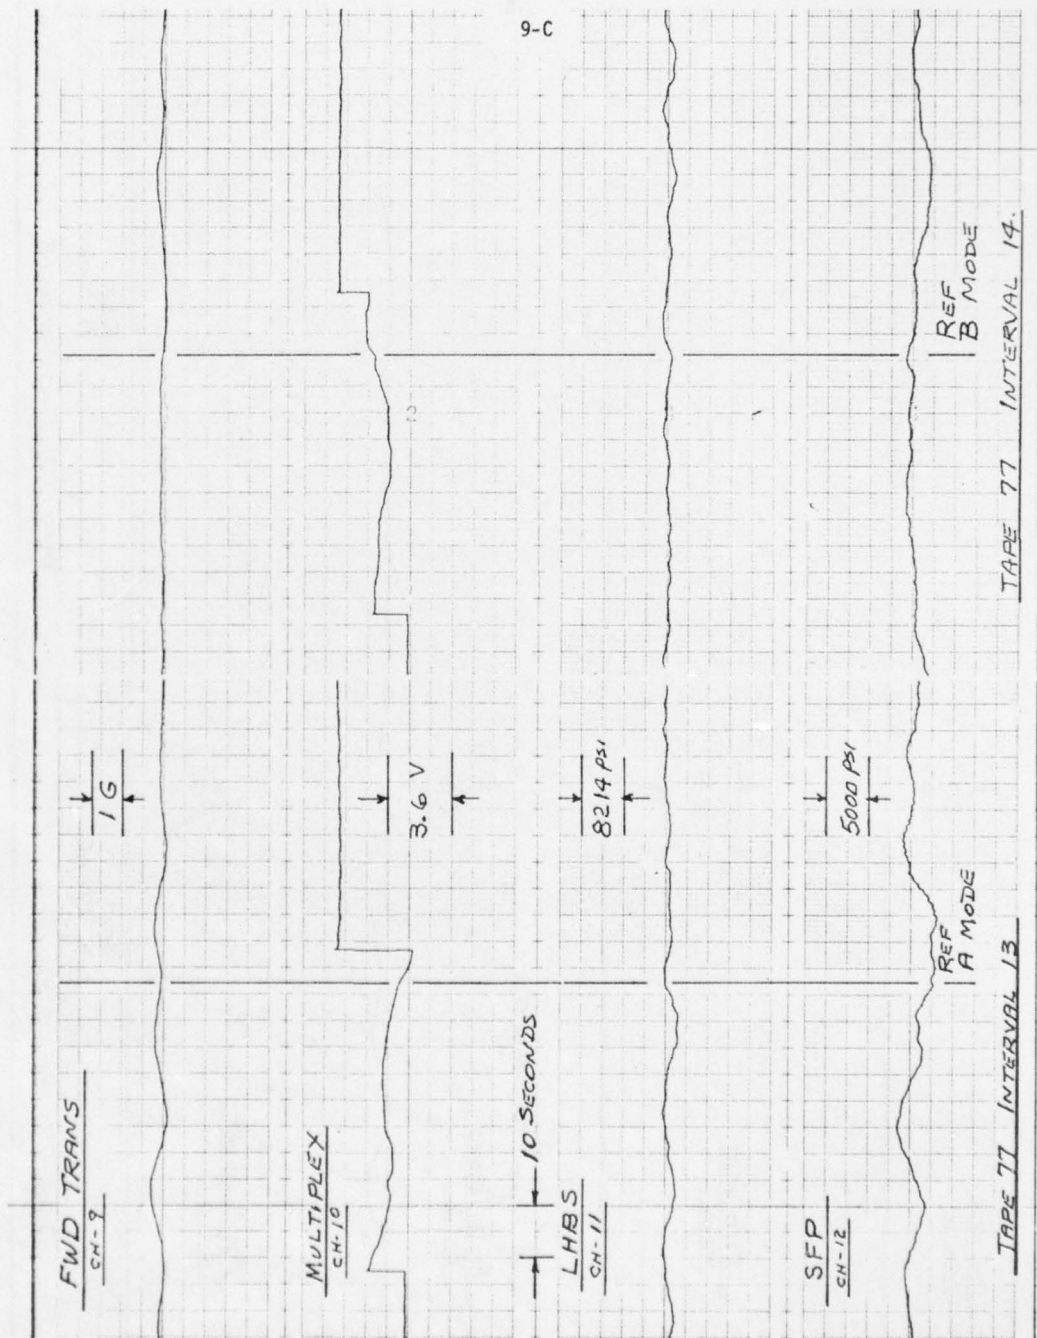 9-C
FWD TRANS
CH-9
1 G
MULTIPLEX
CH-10
3.6 V
10 SECONDS
LHBS
CH-11
8214 PSI
SFP
CH-12
5000 PSI
REF
A MODE
REF
B MODE
TAPE 77 INTERVAL 13
TAPE 77 INTERVAL 14.